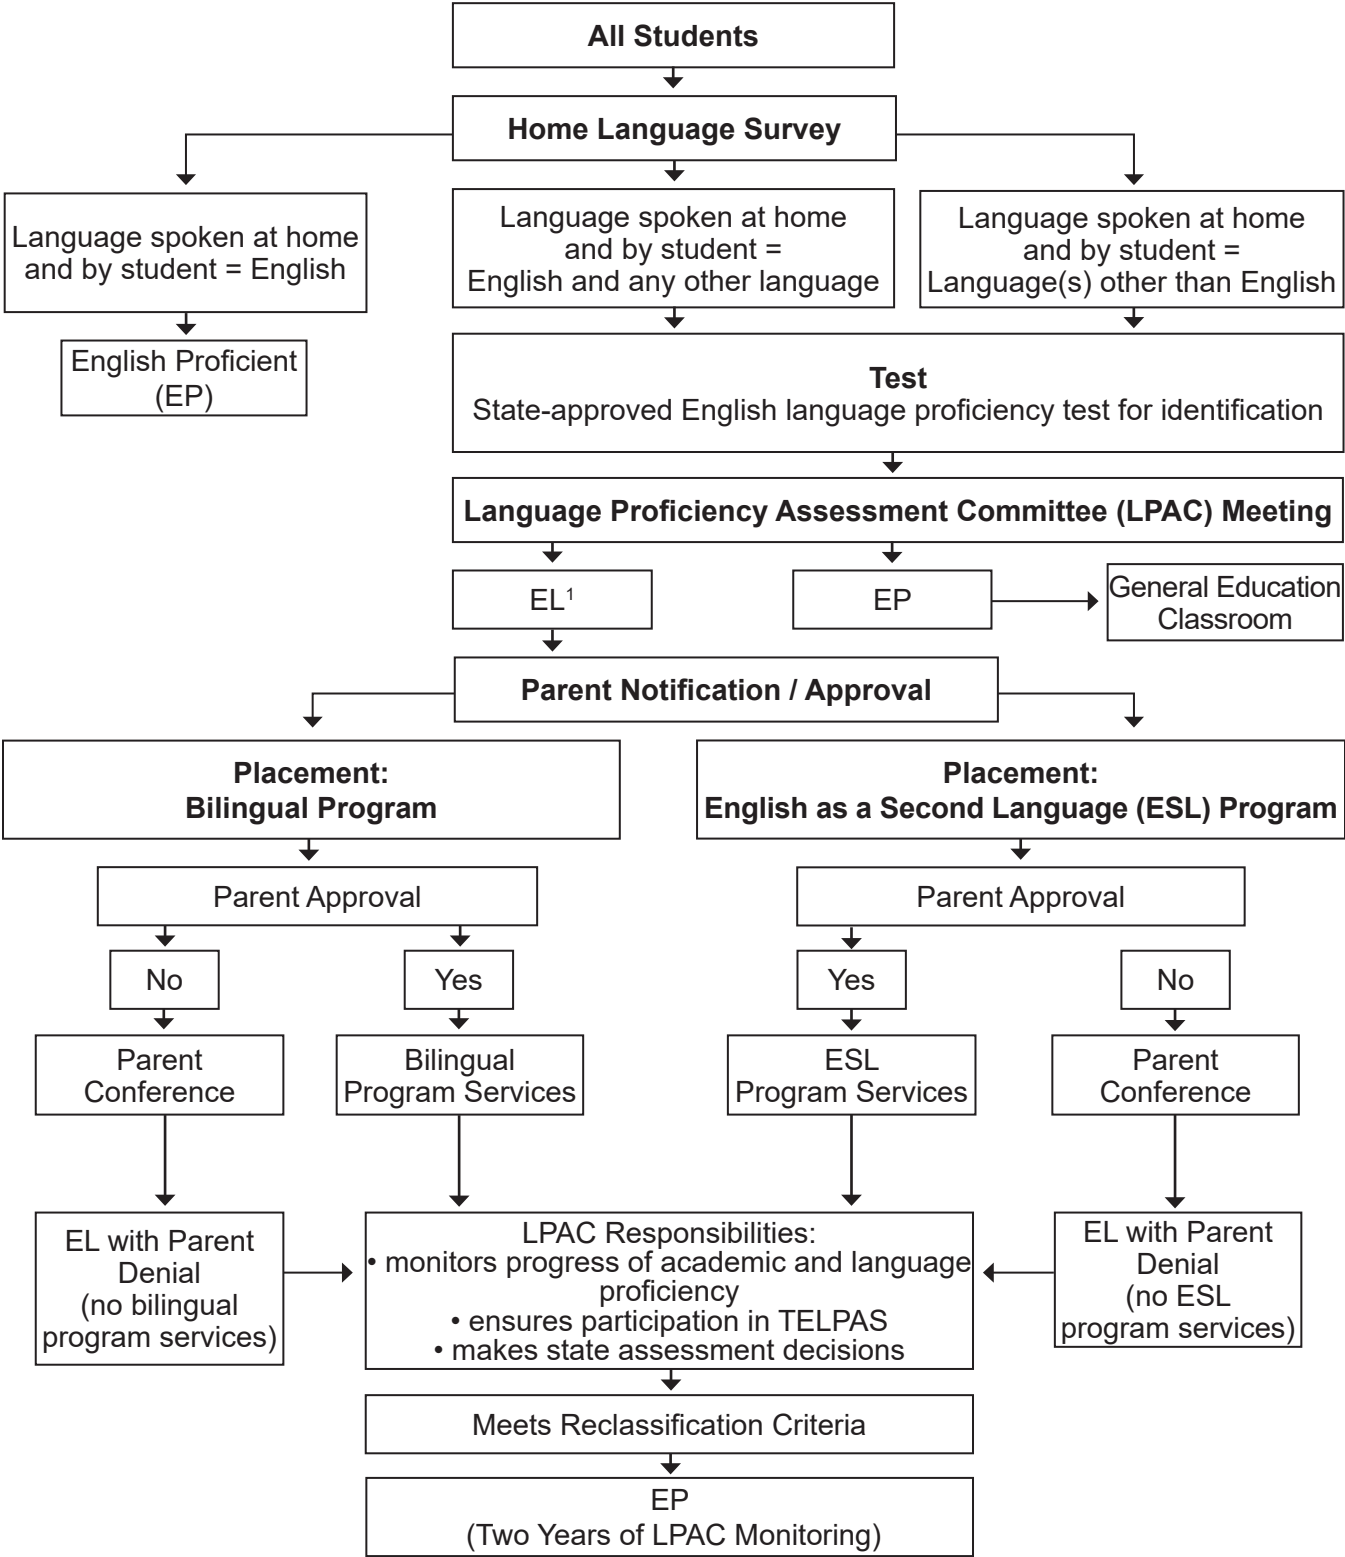 All Students
Home Language Survey
Language spoken at home
and by student = English
Language spoken at home
and by student =
English and any other language
Language spoken at home
and by student =
Language(s) other than English
English Proficient
(EP)
Test
State-approved English language proficiency test for identification
Language Proficiency Assessment Committee (LPAC) Meeting
EL¹
EP
General Education
Classroom
Parent Notification / Approval
Placement:
Bilingual Program
Placement:
English as a Second Language (ESL) Program
Parent Approval
Parent Approval
No
Yes
Yes
No
Parent
Conference
Bilingual
Program Services
ESL
Program Services
Parent
Conference
EL with Parent
Denial
(no bilingual
program services)
LPAC Responsibilities:
• monitors progress of academic and language
proficiency
• ensures participation in TELPAS
• makes state assessment decisions
EL with Parent
Denial
(no ESL
program services)
Meets Reclassification Criteria
EP
(Two Years of LPAC Monitoring)